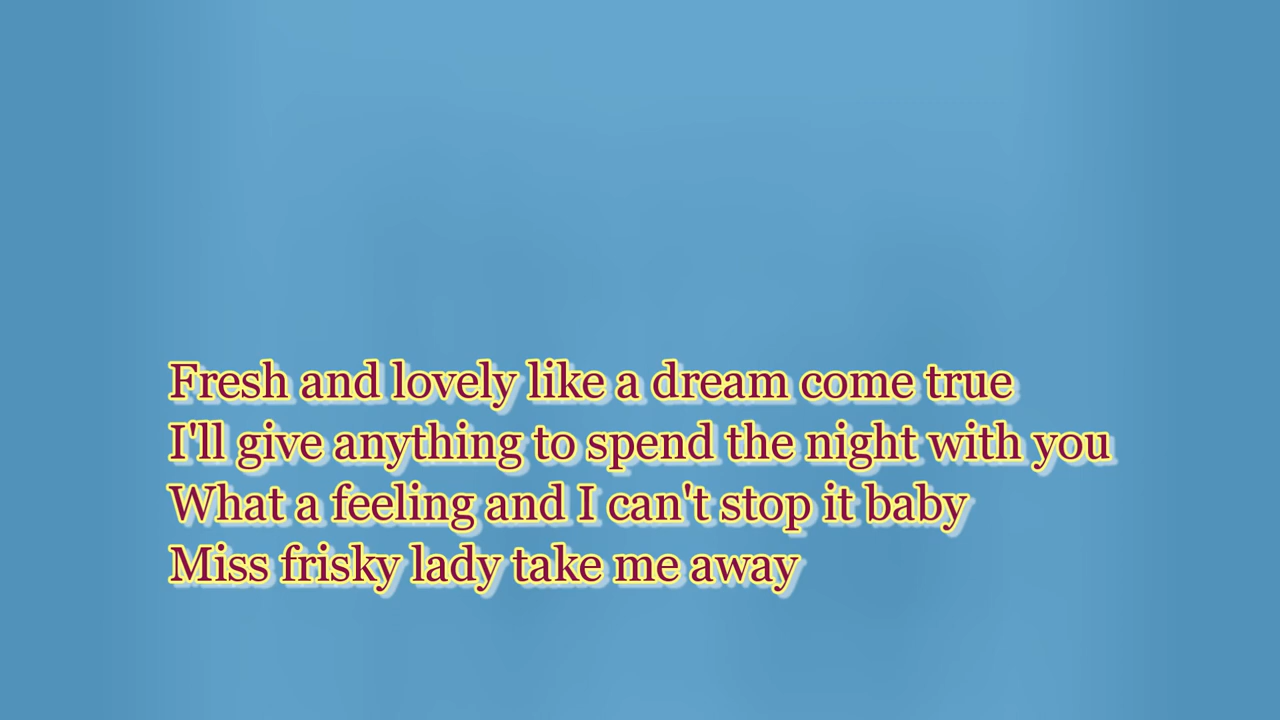 Fresh and lovely like a dream come true
I'll give anything to spend the night with you
What a feeling and I can't stop it baby
Miss frisky lady take me away